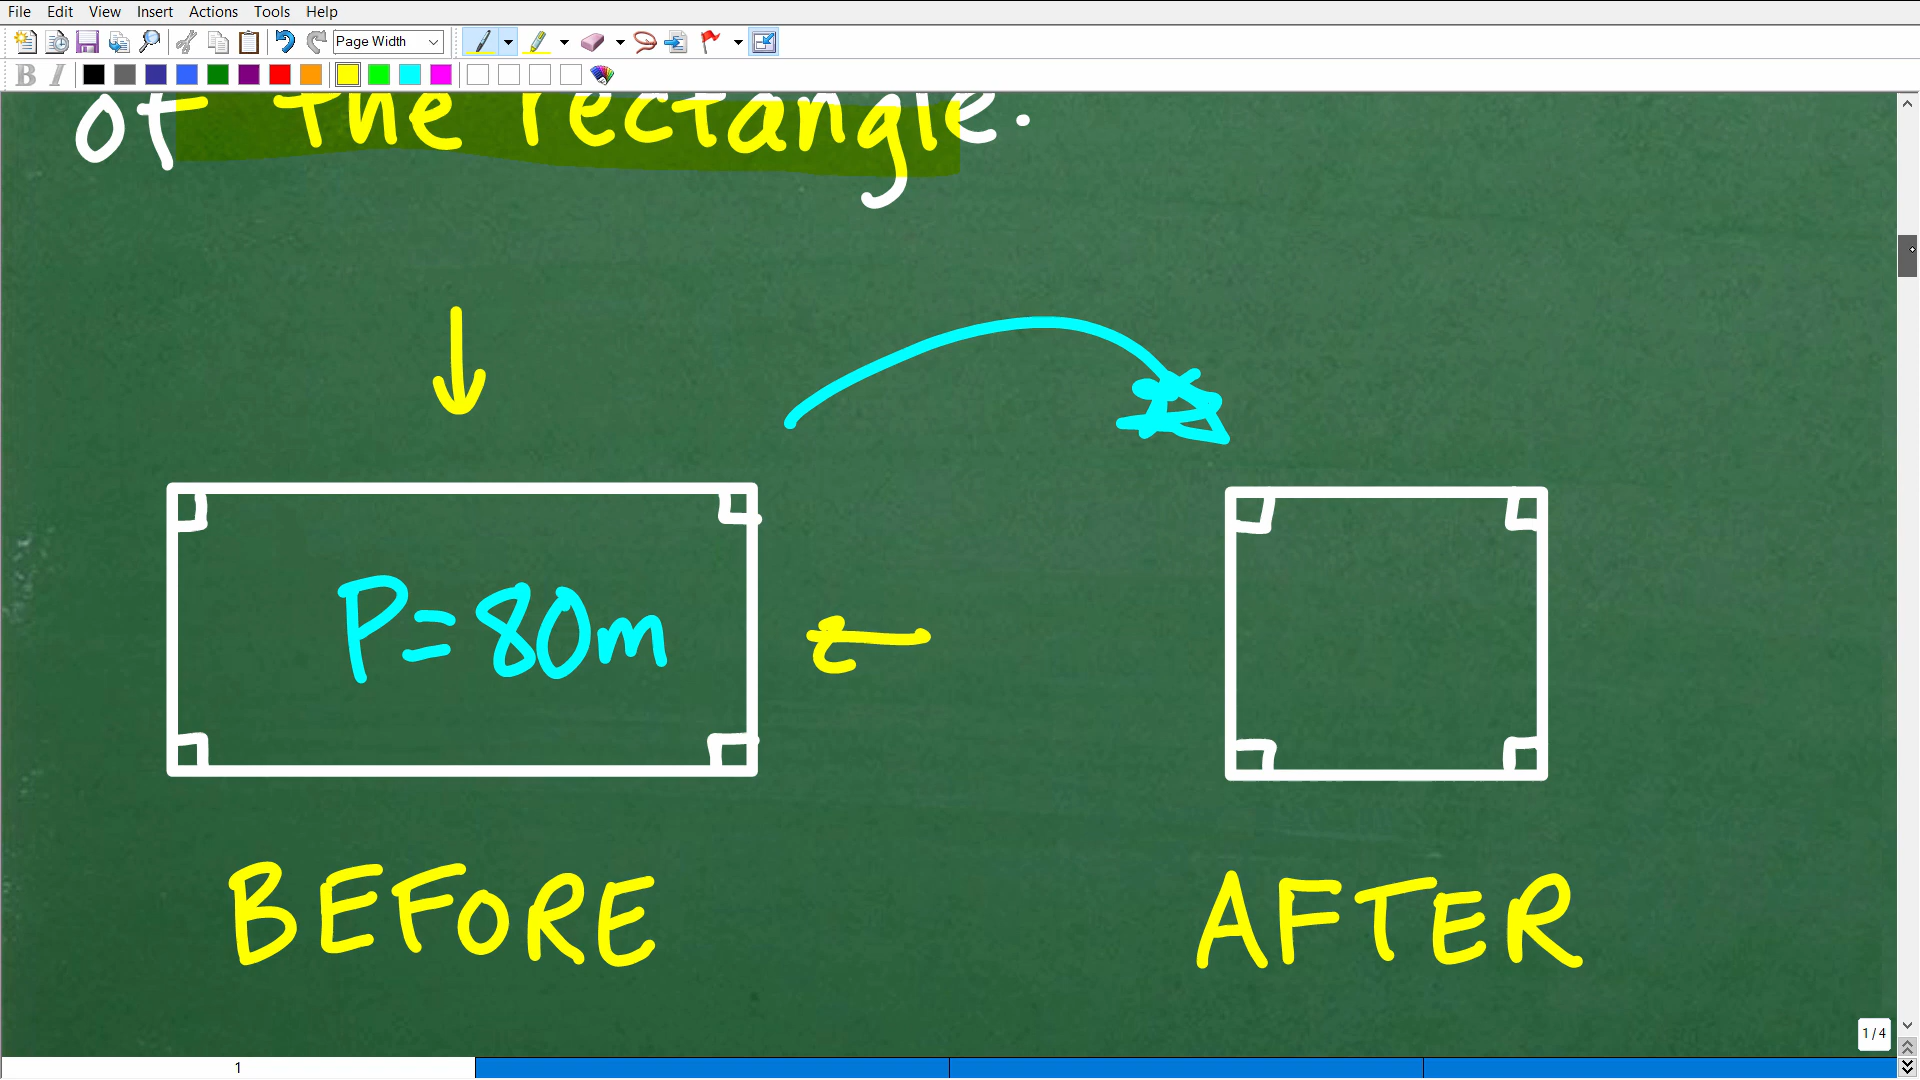 File Edit View Insert Actions Tools Help
Page Width
B I
of the rectangle.
P=80m
BEFORE
AFTER
1 / 4
1